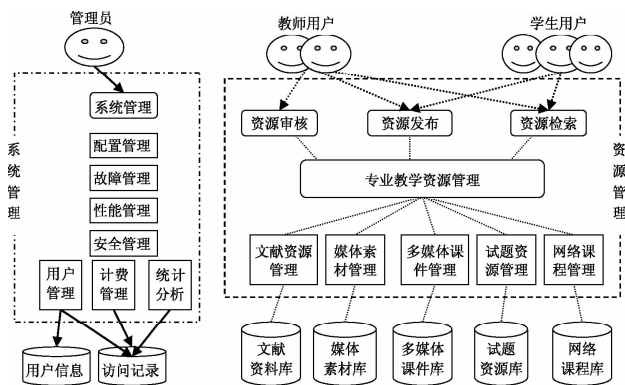 管理员
教师用户
学生用户
系统管理
系统管理
配置管理
故障管理
性能管理
安全管理
用户
管理
计费
管理
统计
分析
用户信息
访问记录
资源管理
资源审核
资源发布
资源检索
专业教学资源管理
文献资源
管理
媒体素
材管理
多媒体课
件管理
试题资
源管理
网络课
程管理
文献
资料库
媒体
素材库
多媒体
课件库
试题
资源库
网络
课程库